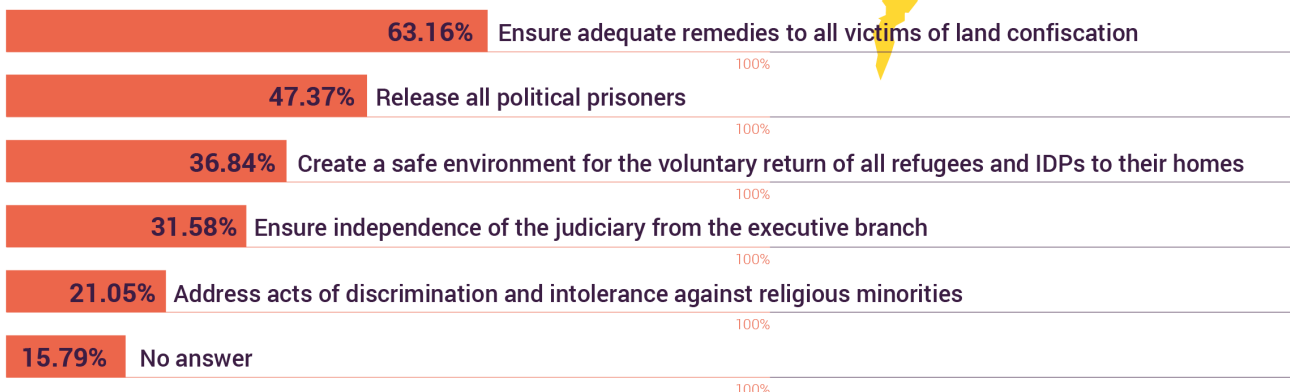 63.16% Ensure adequate remedies to all victims of land confiscation
100%
47.37% Release all political prisoners
100%
36.84% Create a safe environment for the voluntary return of all refugees and IDPs to their homes
100%
31.58% Ensure independence of the judiciary from the executive branch
100%
21.05% Address acts of discrimination and intolerance against religious minorities
100%
15.79% No answer
100%